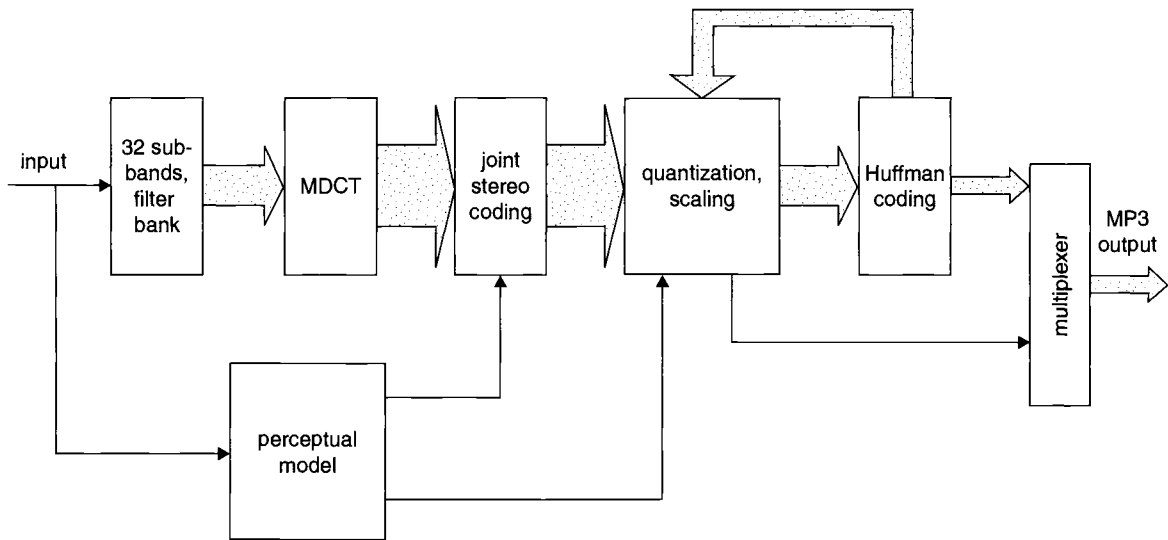 input
32 sub-
bands,
filter
bank
MDCT
joint
stereo
coding
quantization,
scaling
Huffman
coding
multiplexer
MP3
output
perceptual
model